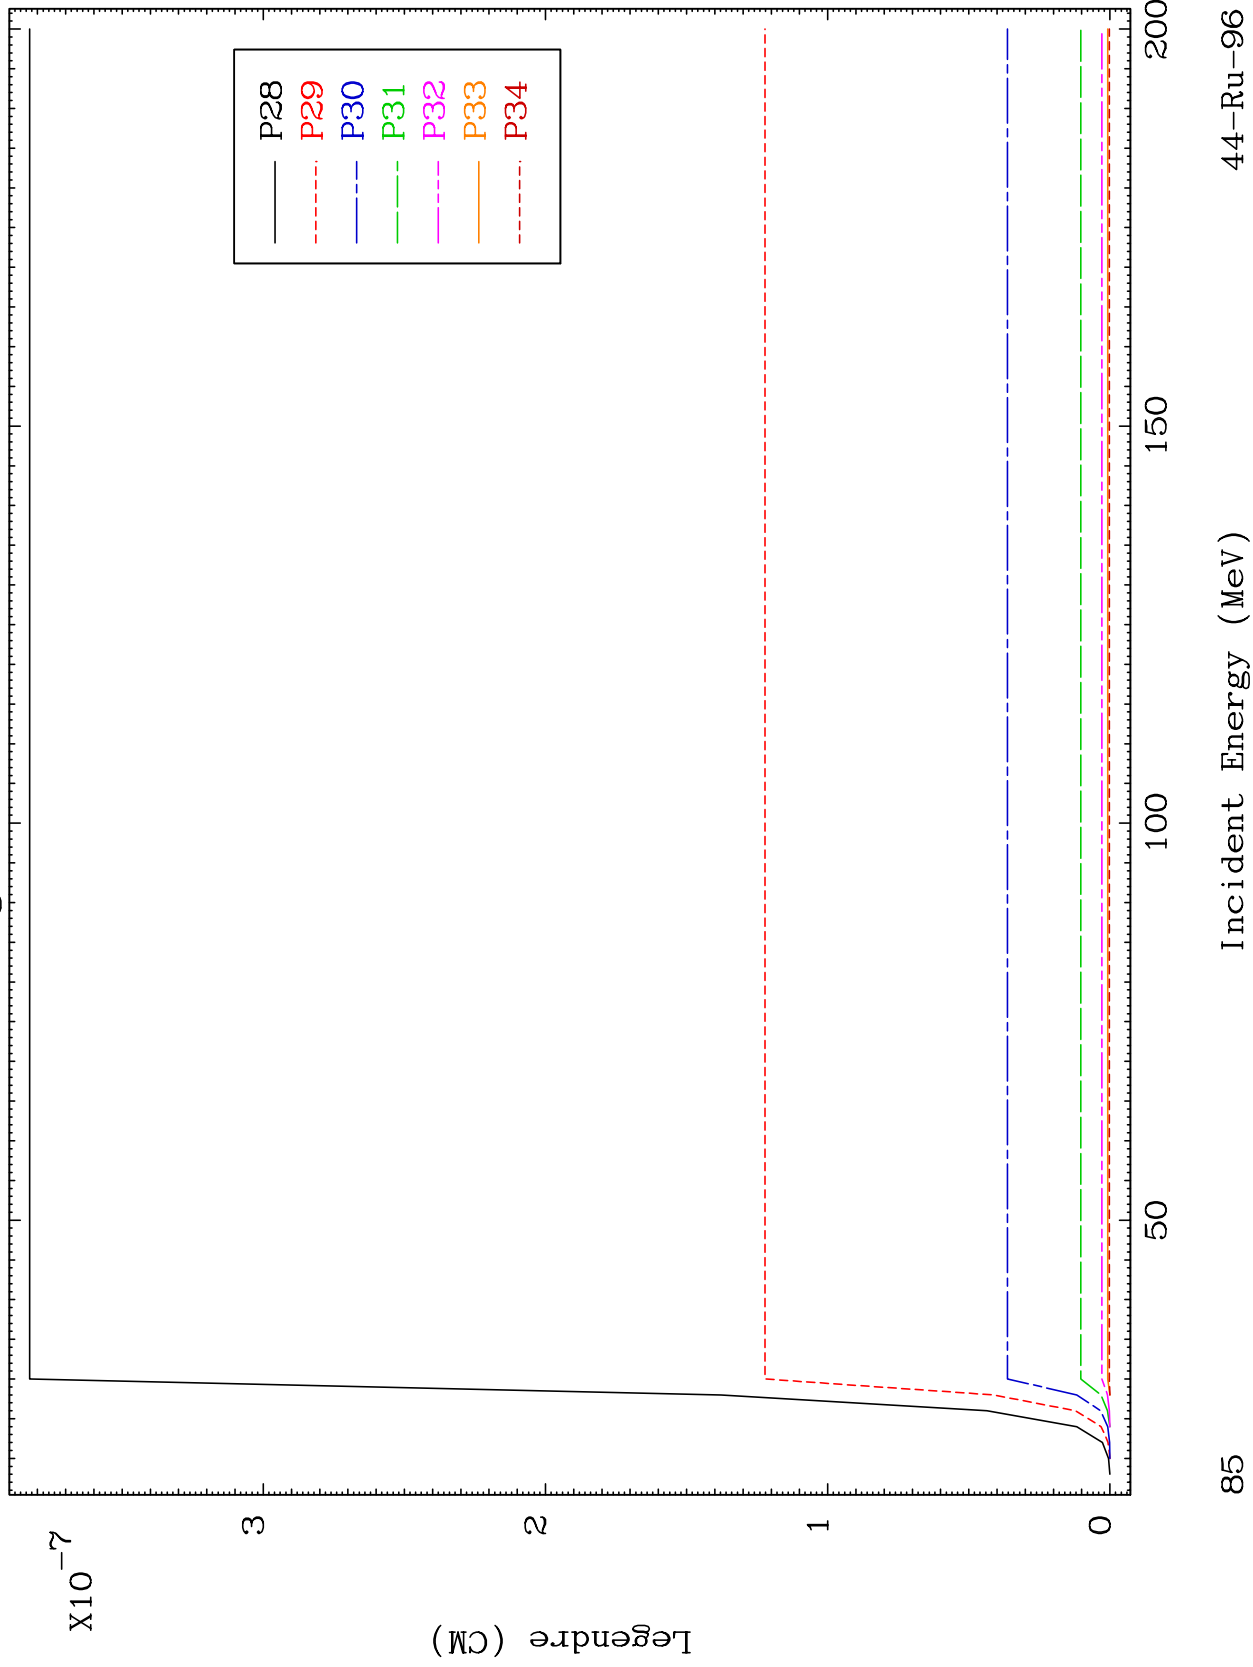 X10-7
3
2
1
0
Legendre (CM)
P28
P29
P30
P31
P32
P33
P34
50
100
150
200
Incident Energy (MeV)
85
44-Ru-96